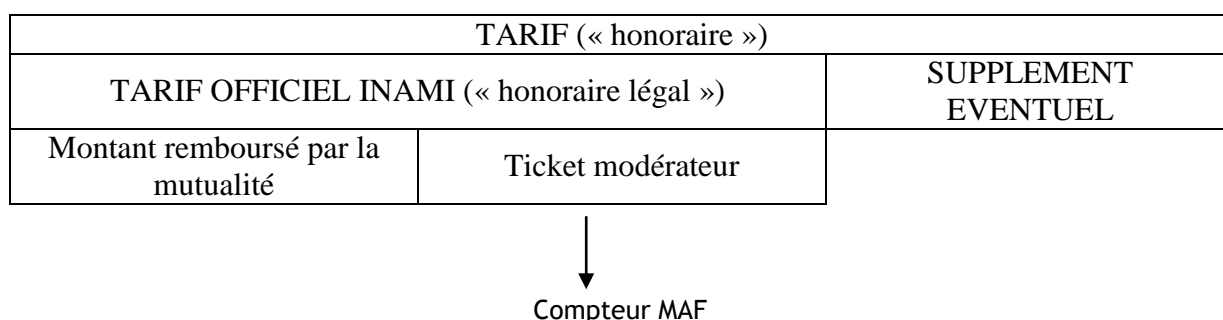 TARIF (« honoraire »)
TARIF OFFICIEL INAMI (« honoraire légal »)
SUPPLEMENT
EVENTUEL
Montant remboursé par la
mutualité
Ticket modérateur
Compteur MAF